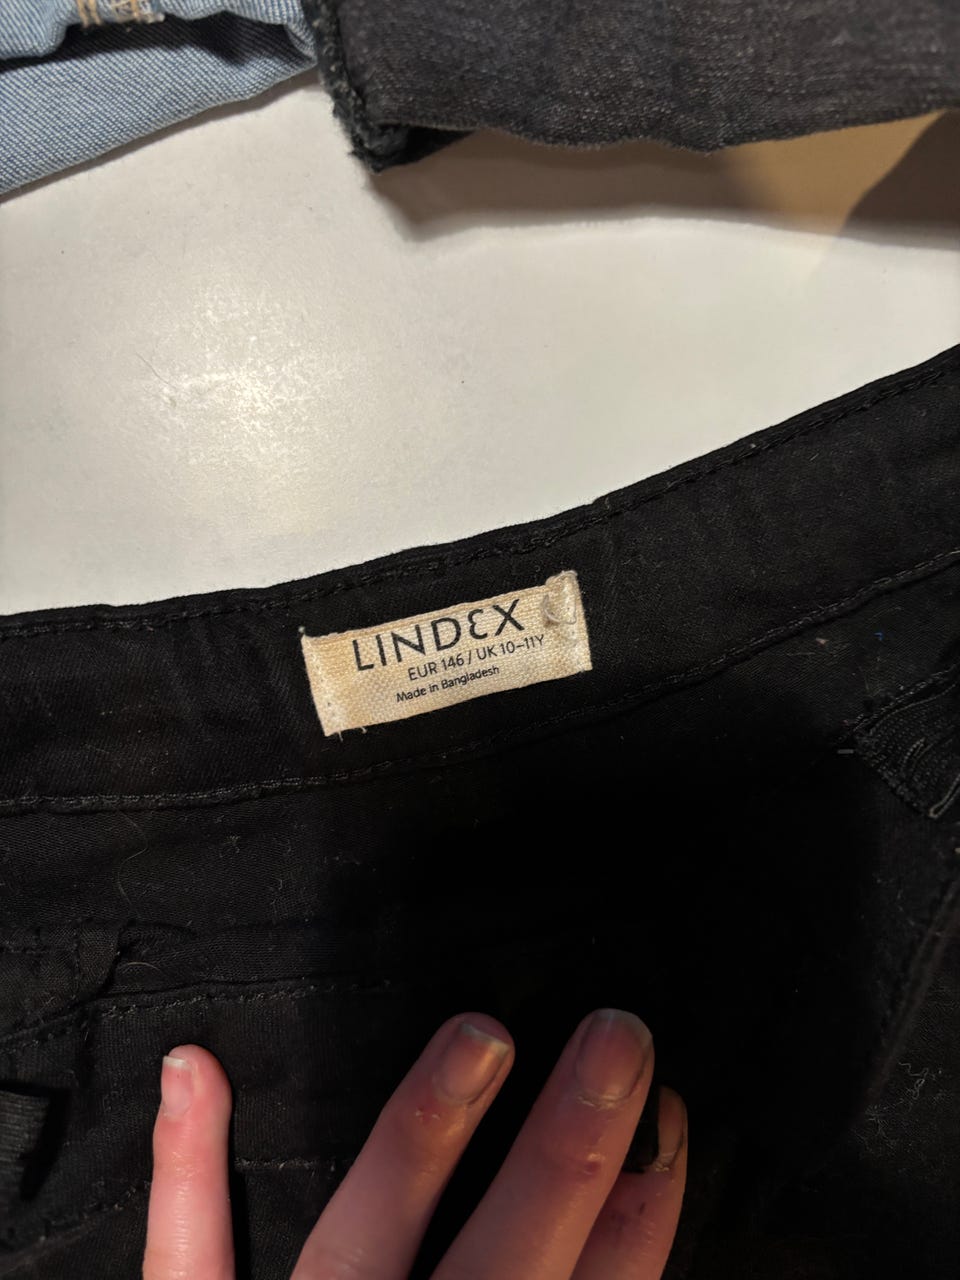 LINDEX
EUR 146 / UK 10–11Y
Made in Bangladesh